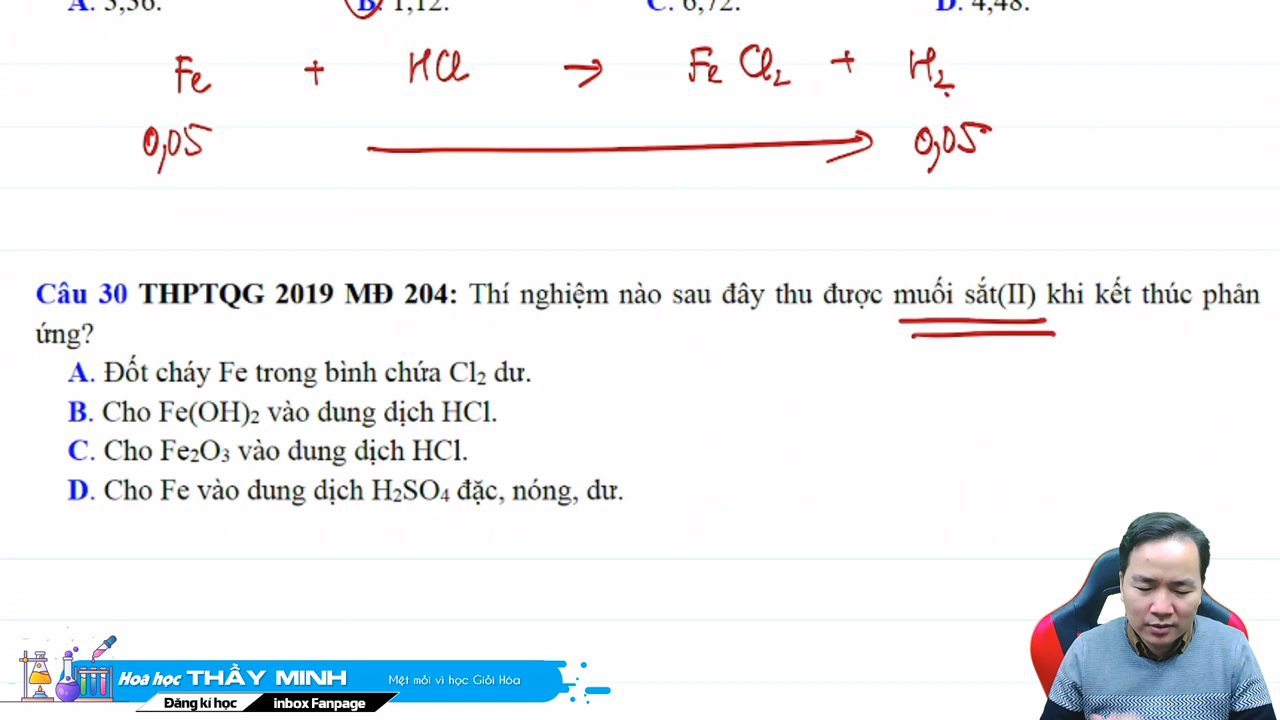 A. 3,36. B. 1,12. C. 6,72. D. 4,48.
Fe + HCl → FeCl₂ + H₂
0,05 0,05
Câu 30 THPTQG 2019 MĐ 204: Thí nghiệm nào sau đây thu được muối sắt(II) khi kết thúc phản
ứng?
A. Đốt cháy Fe trong bình chứa Cl₂ dư.
B. Cho Fe(OH)₂ vào dung dịch HCl.
C. Cho Fe₂O₃ vào dung dịch HCl.
D. Cho Fe vào dung dịch H₂SO₄ đặc, nóng, dư.
Hoá học THẦY MINH Mệt mỏi vì học Giỏi Hóa
Đăng kí học inbox Fanpage